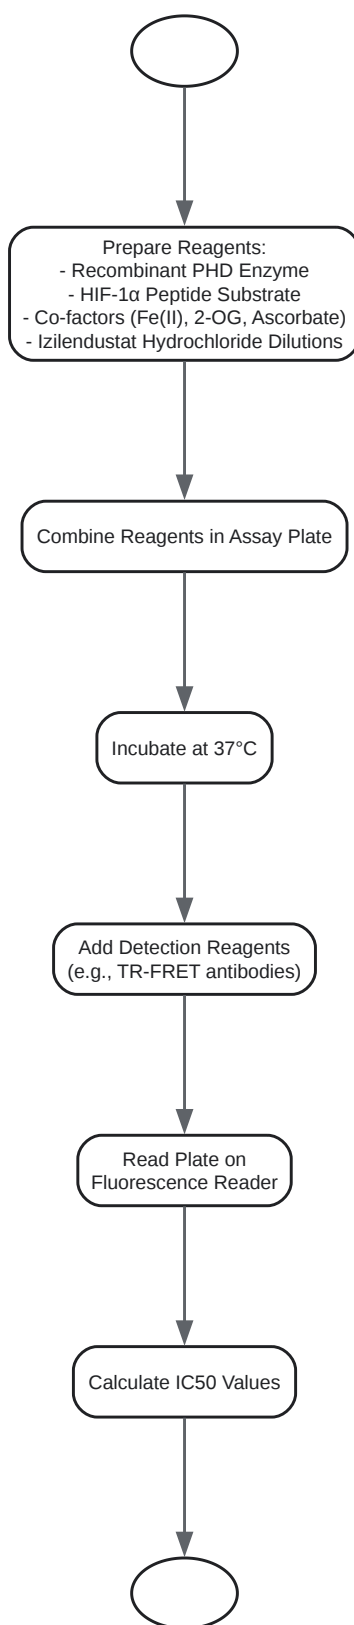 Prepare Reagents:
- Recombinant PHD Enzyme
- HIF-1α Peptide Substrate
- Co-factors (Fe(II), 2-OG, Ascorbate)
- Izilendustat Hydrochloride Dilutions
Combine Reagents in Assay Plate
Incubate at 37°C
Add Detection Reagents
(e.g., TR-FRET antibodies)
Read Plate on
Fluorescence Reader
Calculate IC50 Values